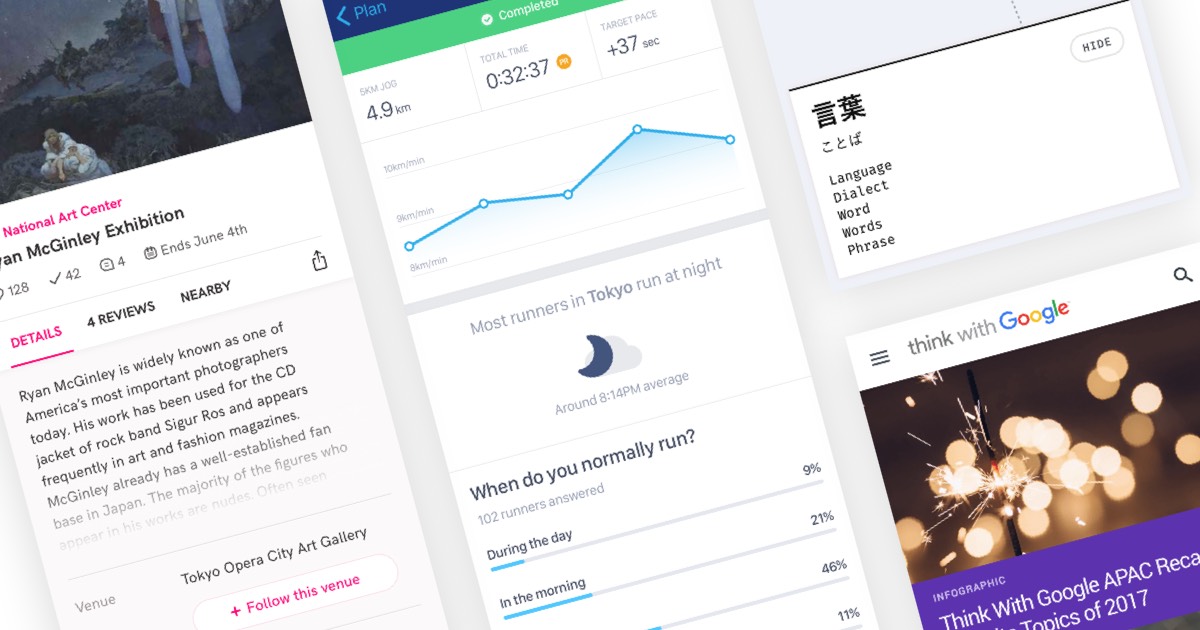 National Art Center
McGinley Exhibition
128 42 4 Ends June 4th
DETAILS 4 REVIEWS NEARBY
Ryan McGinley is widely known as one of
America's most important photographers
today. His work has been used for the CD
jacket of rock band Sigur Ros and appears
frequently in art and fashion magazines.
McGinley already has a well-established fan
base in Japan. The majority of the figures who
appear in his works are nudes. Often seen
Venue
Tokyo Opera City Art Gallery
+ Follow this venue
Plan
Completed
5KM JOG
4.9 km
TOTAL TIME
0:32:37 PR
TARGET PACE
+37 sec
10km/min
9km/min
8km/min
Most runners in Tokyo run at night
Around 8:14PM average
When do you normally run?
102 runners answered
During the day 9%
In the morning 21%
46%
11%
HIDE
言葉
ことば
Language
Dialect
Word
Words
Phrase
think with Google
INFOGRAPHIC
Think With Google APAC
Topics of 2017